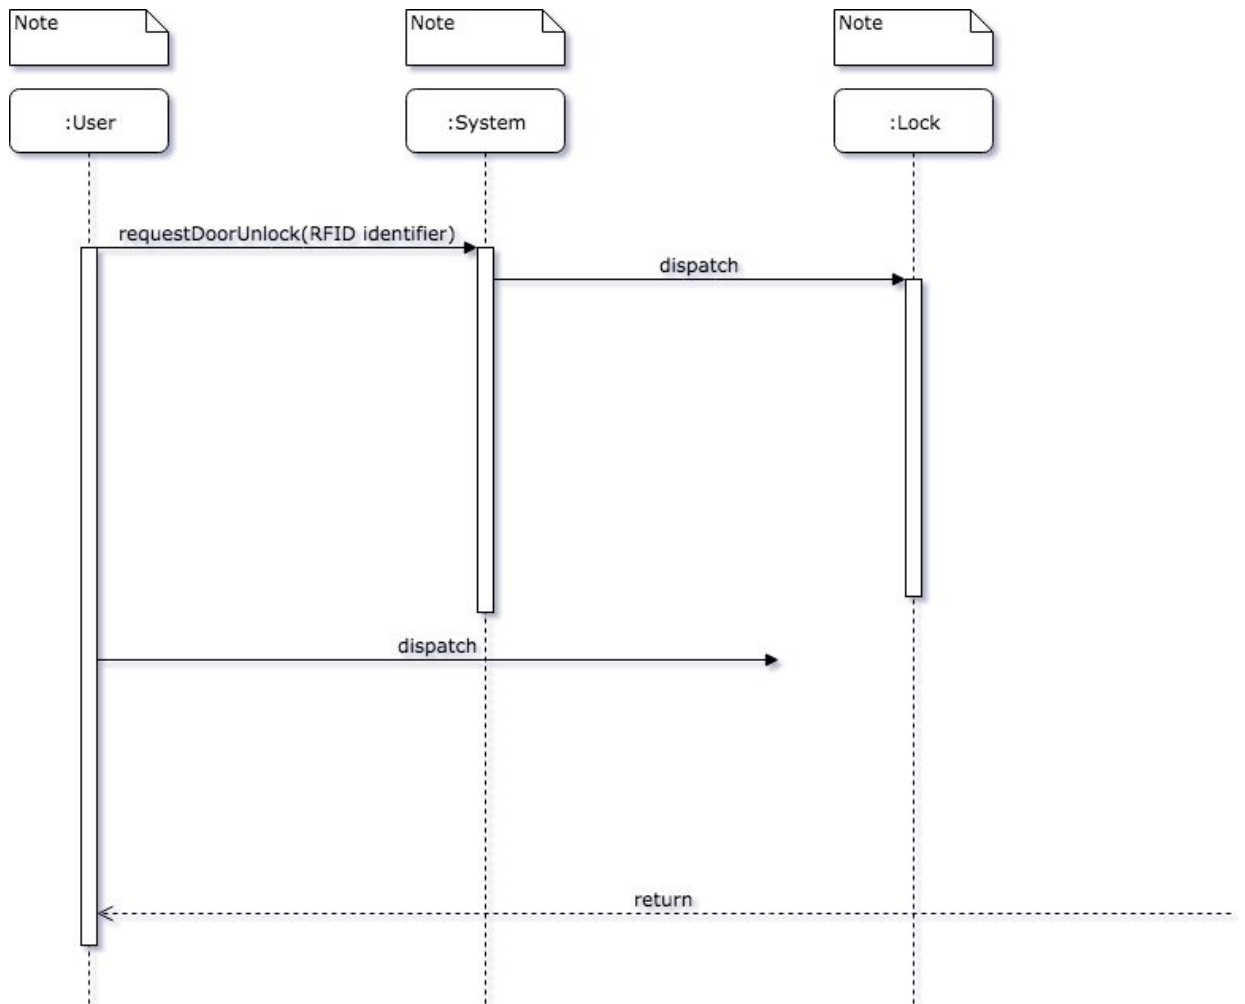 Note
Note
Note
:User
:System
:Lock
requestDoorUnlock(RFID identifier)
dispatch
dispatch
return